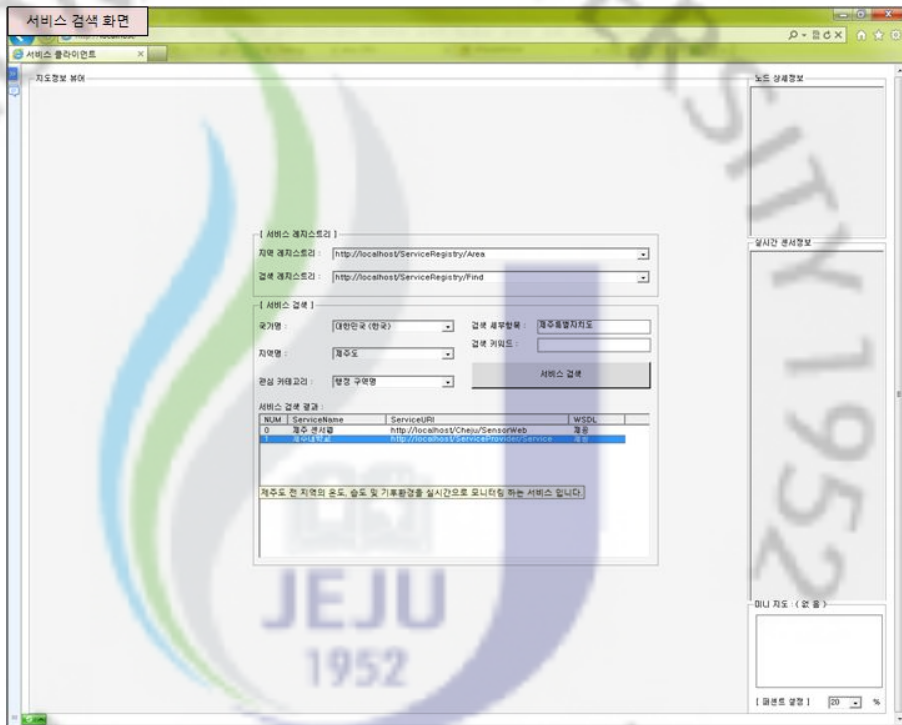 서비스 검색 화면
서비스 클라이언트
지도정보 뷰어
노드 상세정보
[ 서비스 레지스트리 ]
지역 레지스트리 : http://localhost/ServiceRegistry/Area
검색 레지스트리 : http://localhost/ServiceRegistry/Find
실시간 센서정보
[ 서비스 검색 ]
국가명 : 대한민국 (한국) 검색 세부항목 : 제주특별자치도
검색 키워드 :
지역명 : 제주도
서비스 검색
관심 카테고리 : 행정 구역명
서비스 검색 결과 :
NUM ServiceName ServiceURI WSDL
0 제주 센서웹 http://localhost/Cheju/SensorWeb 제공
1 제주대학교 http://localhost/ServiceProvider/Service 제공
제주도 전 지역의 온도, 습도 및 기후환경을 실시간으로 모니터링 하는 서비스 입니다.
미니 지도 : ( 없 음 )
[ 퍼센트 설정 ] 20 %
JEJU
1952
ERSITY 1952